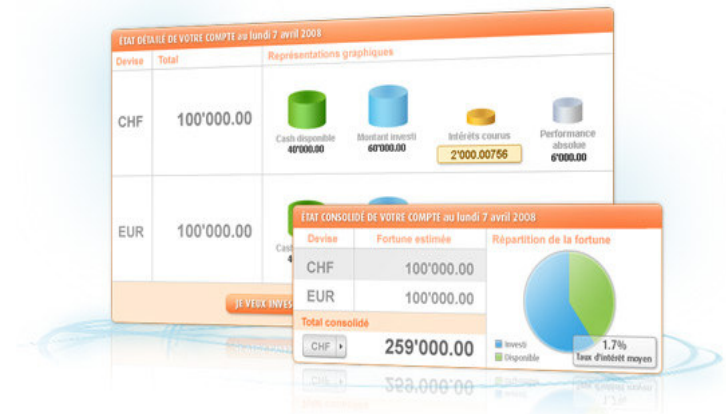 ÉTAT DÉTAILÉ DE VOTRE COMPTE au lundi 7 avril 2008
Devise Total Représentations graphiques
CHF 100'000.00
Cash disponible
40'000.00
Montant investi
60'000.00
Intérêts courus
2'000.00756
Performance
absolue
6'000.00
EUR 100'000.00
JE VEUX
ÉTAT CONSOLIDÉ DE VOTRE COMPTE au lundi 7 avril 2008
Devise Fortune estimée Répartition de la fortune
CHF 100'000.00
EUR 100'000.00
Total consolidé
CHF 259'000.00
Investi
Disponible
1.7%
Taux d'intérêt moyen